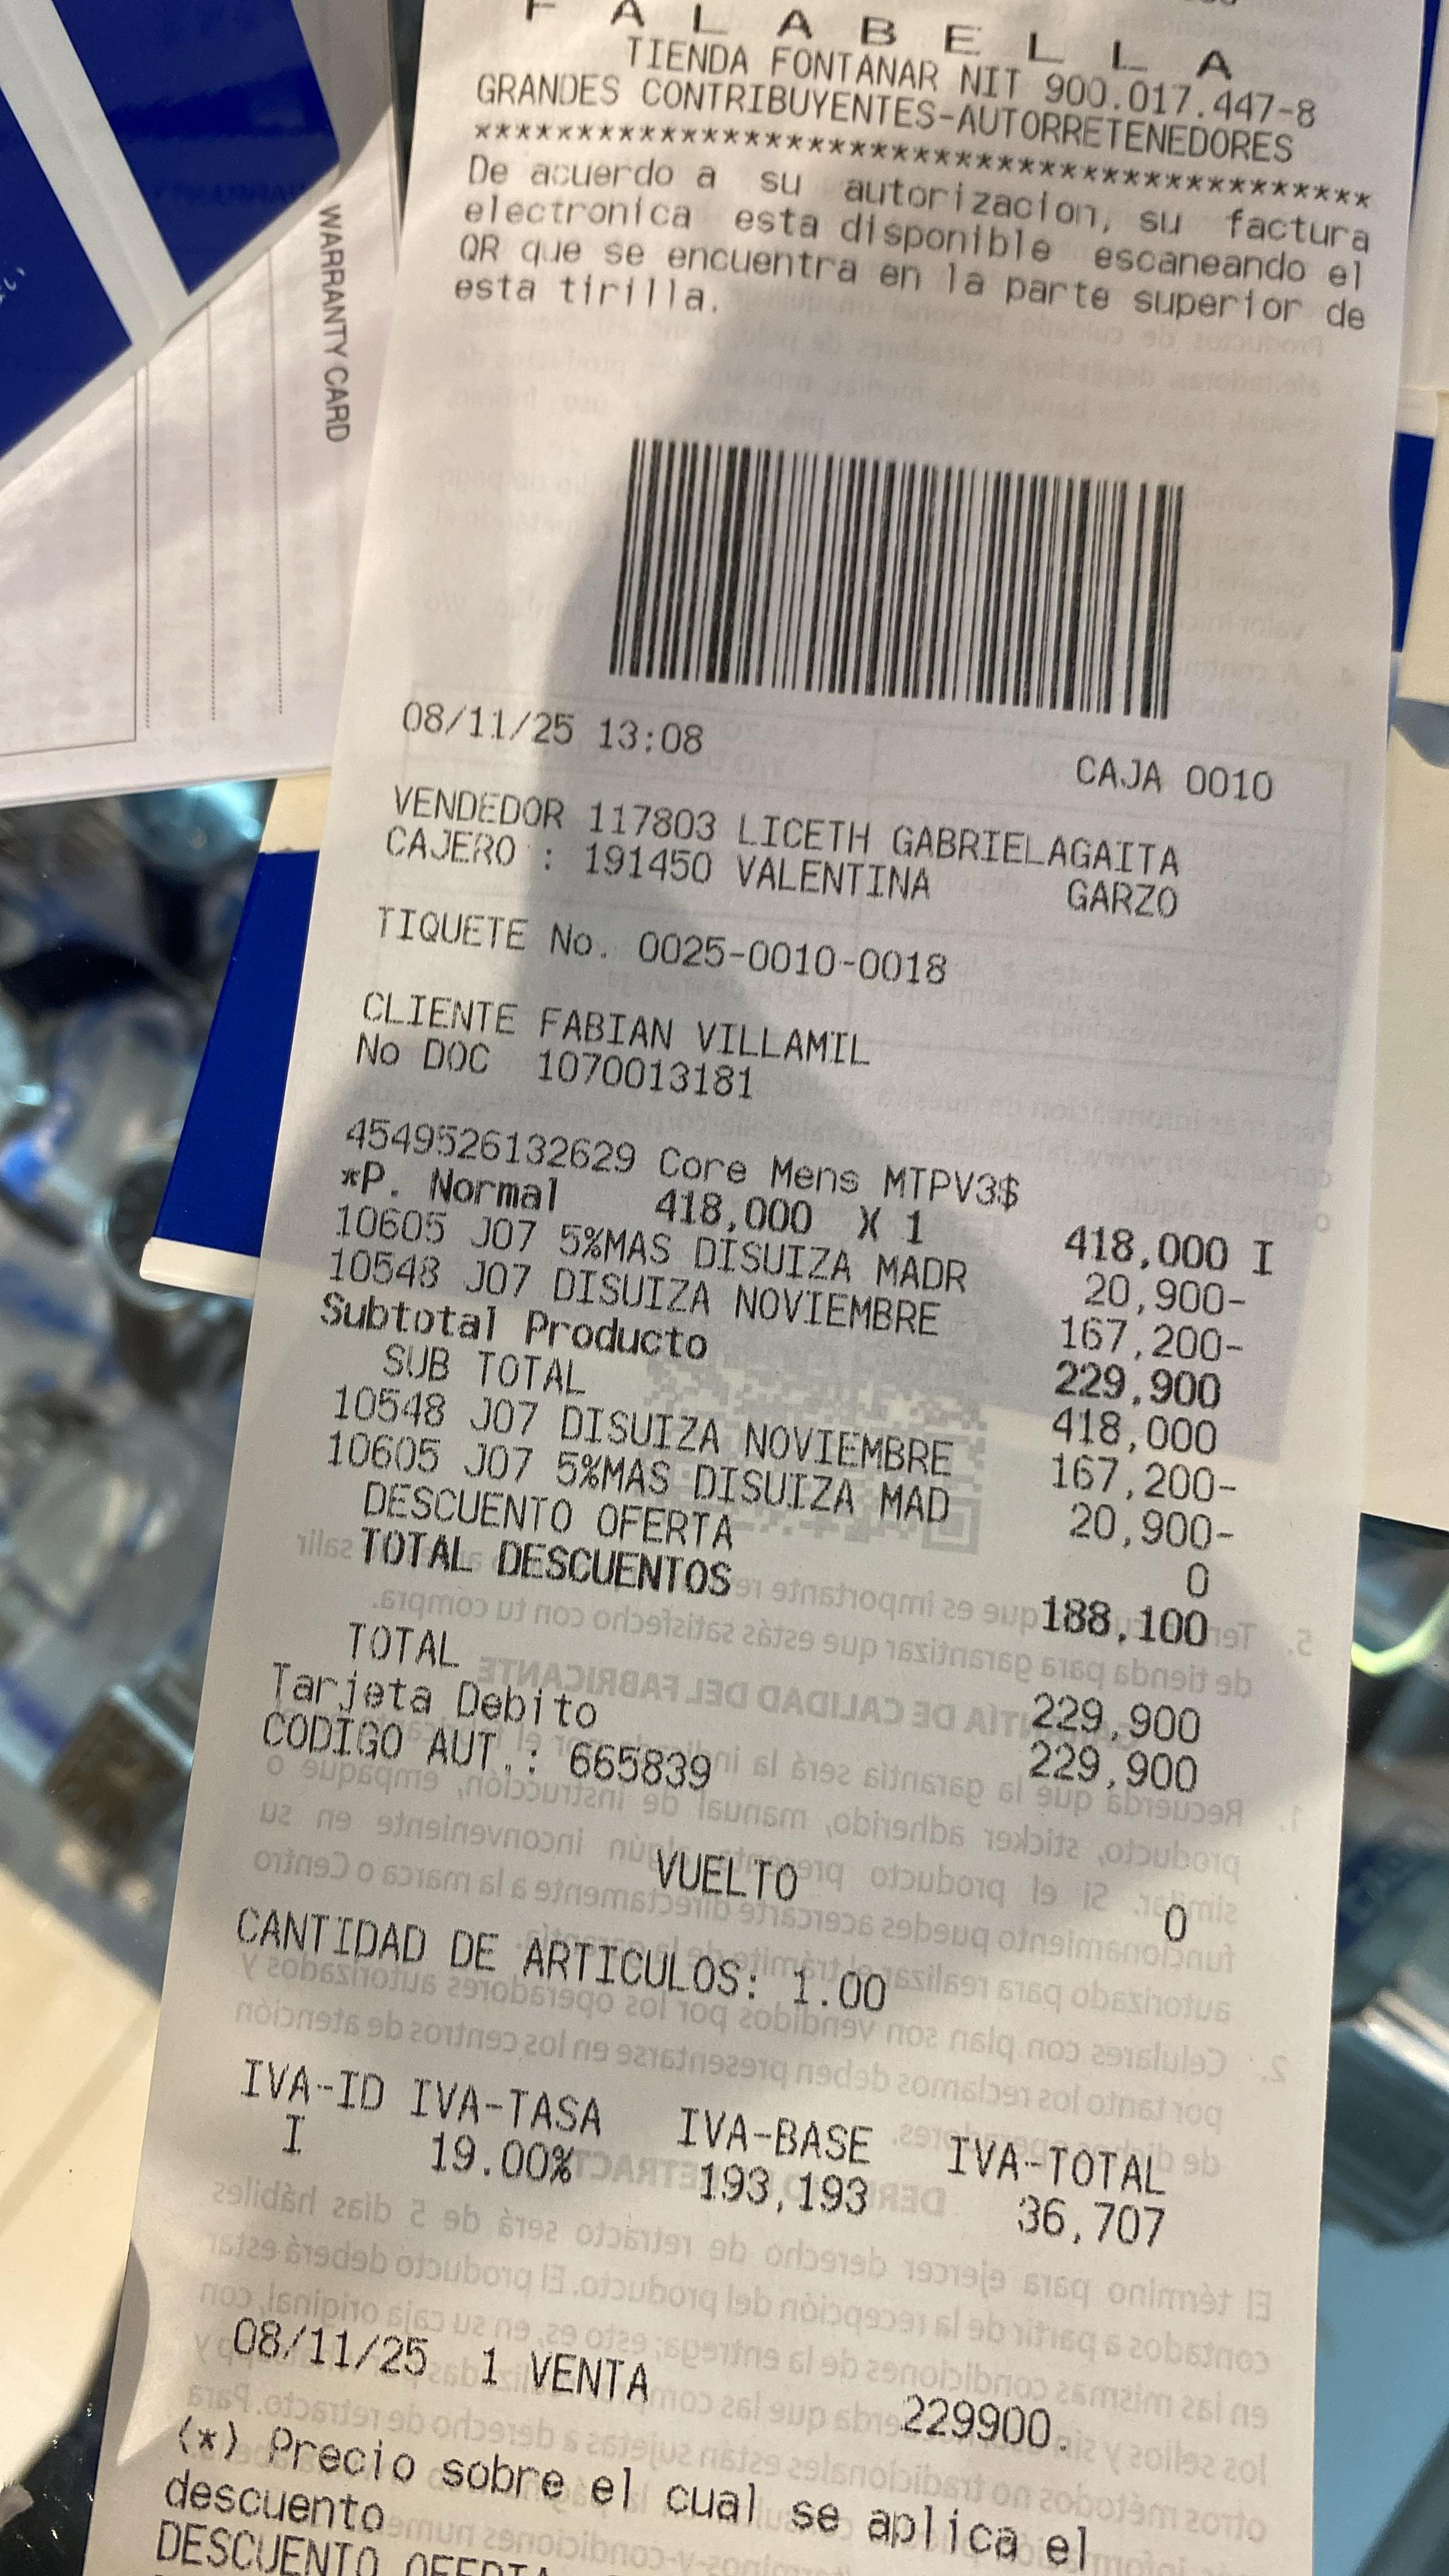 F A L A B E L L A
TIENDA FONTANAR NIT 900.017.447-8
GRANDES CONTRIBUYENTES-AUTORRETENEDORES
*****************************************
De acuerdo a su autorizacion, su factura
electronica esta disponible escaneando el
QR que se encuentra en la parte superior de
esta tirilla.
WARRANTY CARD
08/11/25 13:08 CAJA 0010
VENDEDOR 117803 LICETH GABRIELAGAITA
CAJERO : 191450 VALENTINA GARZO
TIQUETE No. 0025-0010-0018
CLIENTE FABIAN VILLAMIL
No DOC 1070013181
4549526132629 Core Mens MTPV3$
*P. Normal 418,000 X 1 418,000 I
10605 J07 5%MAS DISUIZA MADR 20,900-
10548 J07 DISUIZA NOVIEMBRE 167,200-
Subtotal Producto 229,900
SUB TOTAL 418,000
10548 J07 DISUIZA NOVIEMBRE 167,200-
10605 J07 5%MAS DISUIZA MAD 20,900-
DESCUENTO OFERTA 0
TOTAL DESCUENTOS 188,100
TOTAL 229,900
Tarjeta Debito 229,900
CODIGO AUT.: 665839
VUELTO 0
CANTIDAD DE ARTICULOS: 1.00
IVA-ID IVA-TASA IVA-BASE IVA-TOTAL
I 19.00% 193,193 36,707
08/11/25 1 VENTA 229900.
(*) Precio sobre el cual se aplica el
descuento
DESCUENTO OFERTA